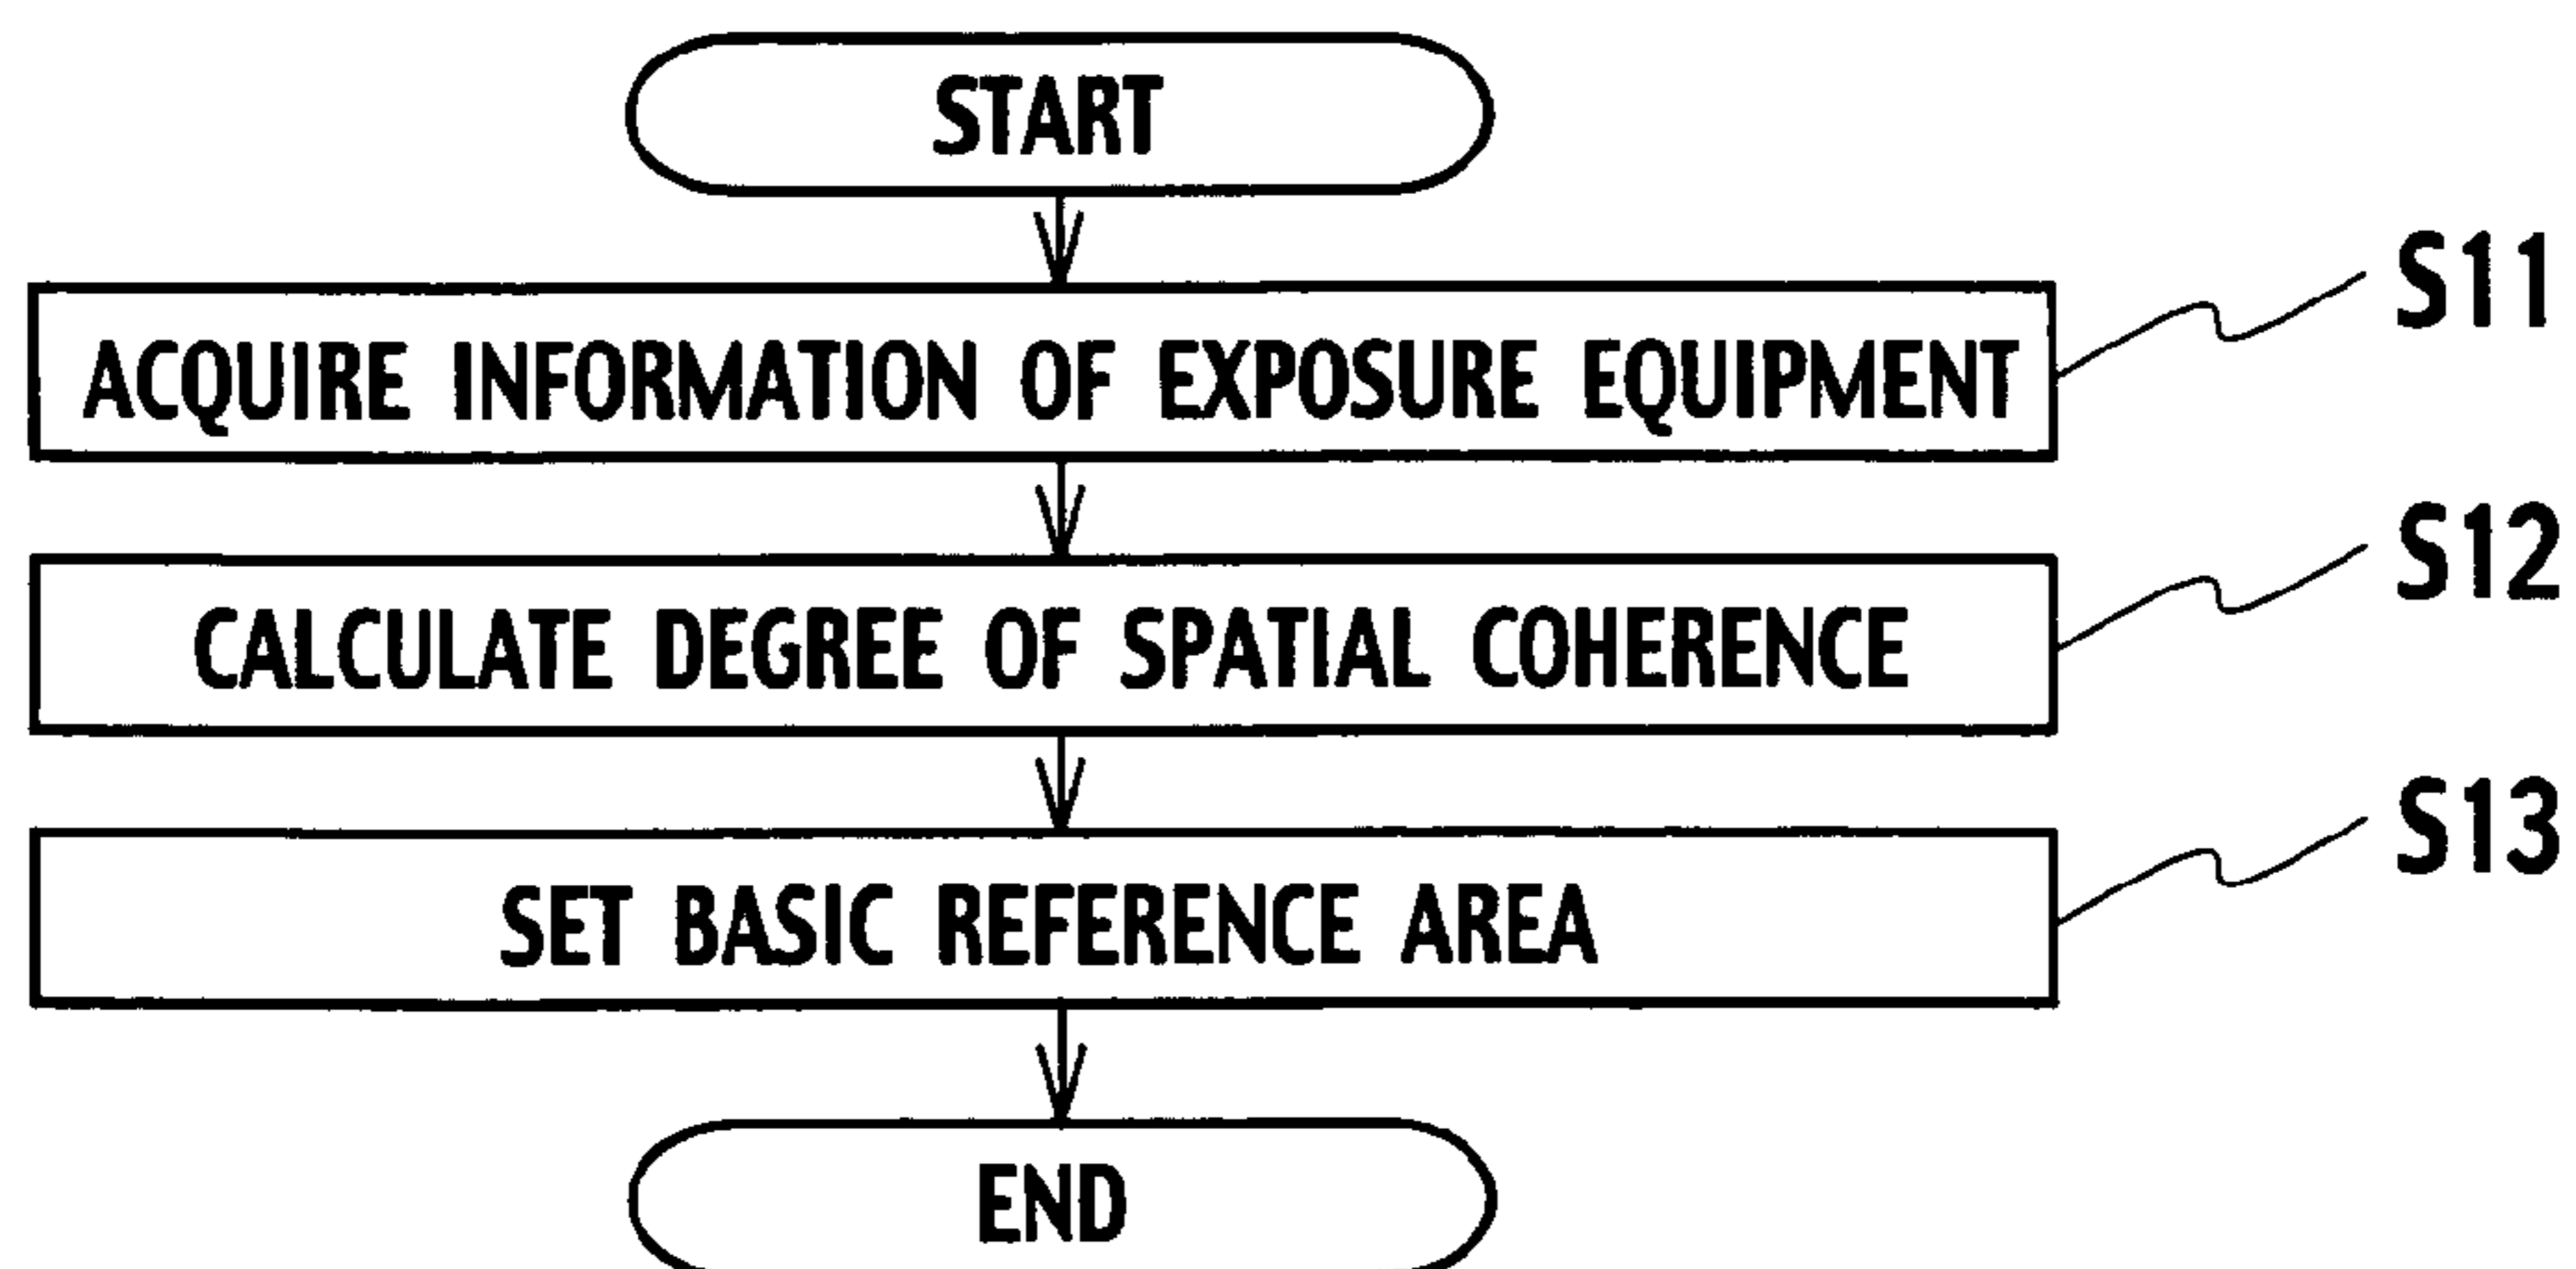 START
ACQUIRE INFORMATION OF EXPOSURE EQUIPMENT
S11
CALCULATE DEGREE OF SPATIAL COHERENCE
S12
SET BASIC REFERENCE AREA
S13
END